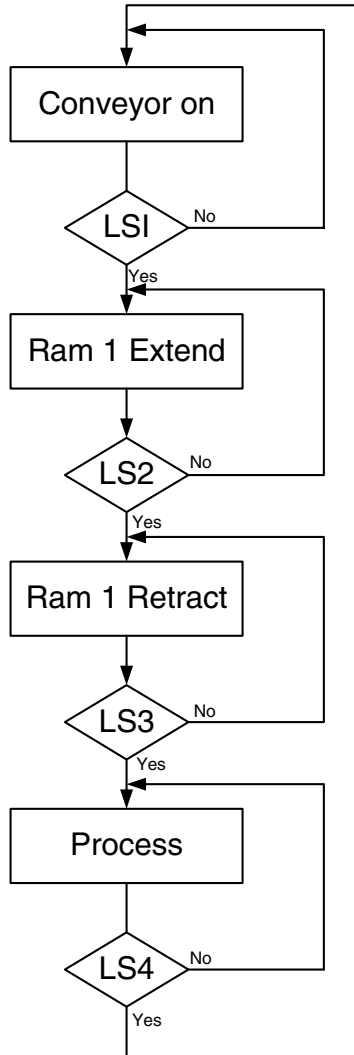 Conveyor on
LSI
No
Yes
Ram 1 Extend
LS2
No
Yes
Ram 1 Retract
LS3
No
Yes
Process
LS4
No
Yes